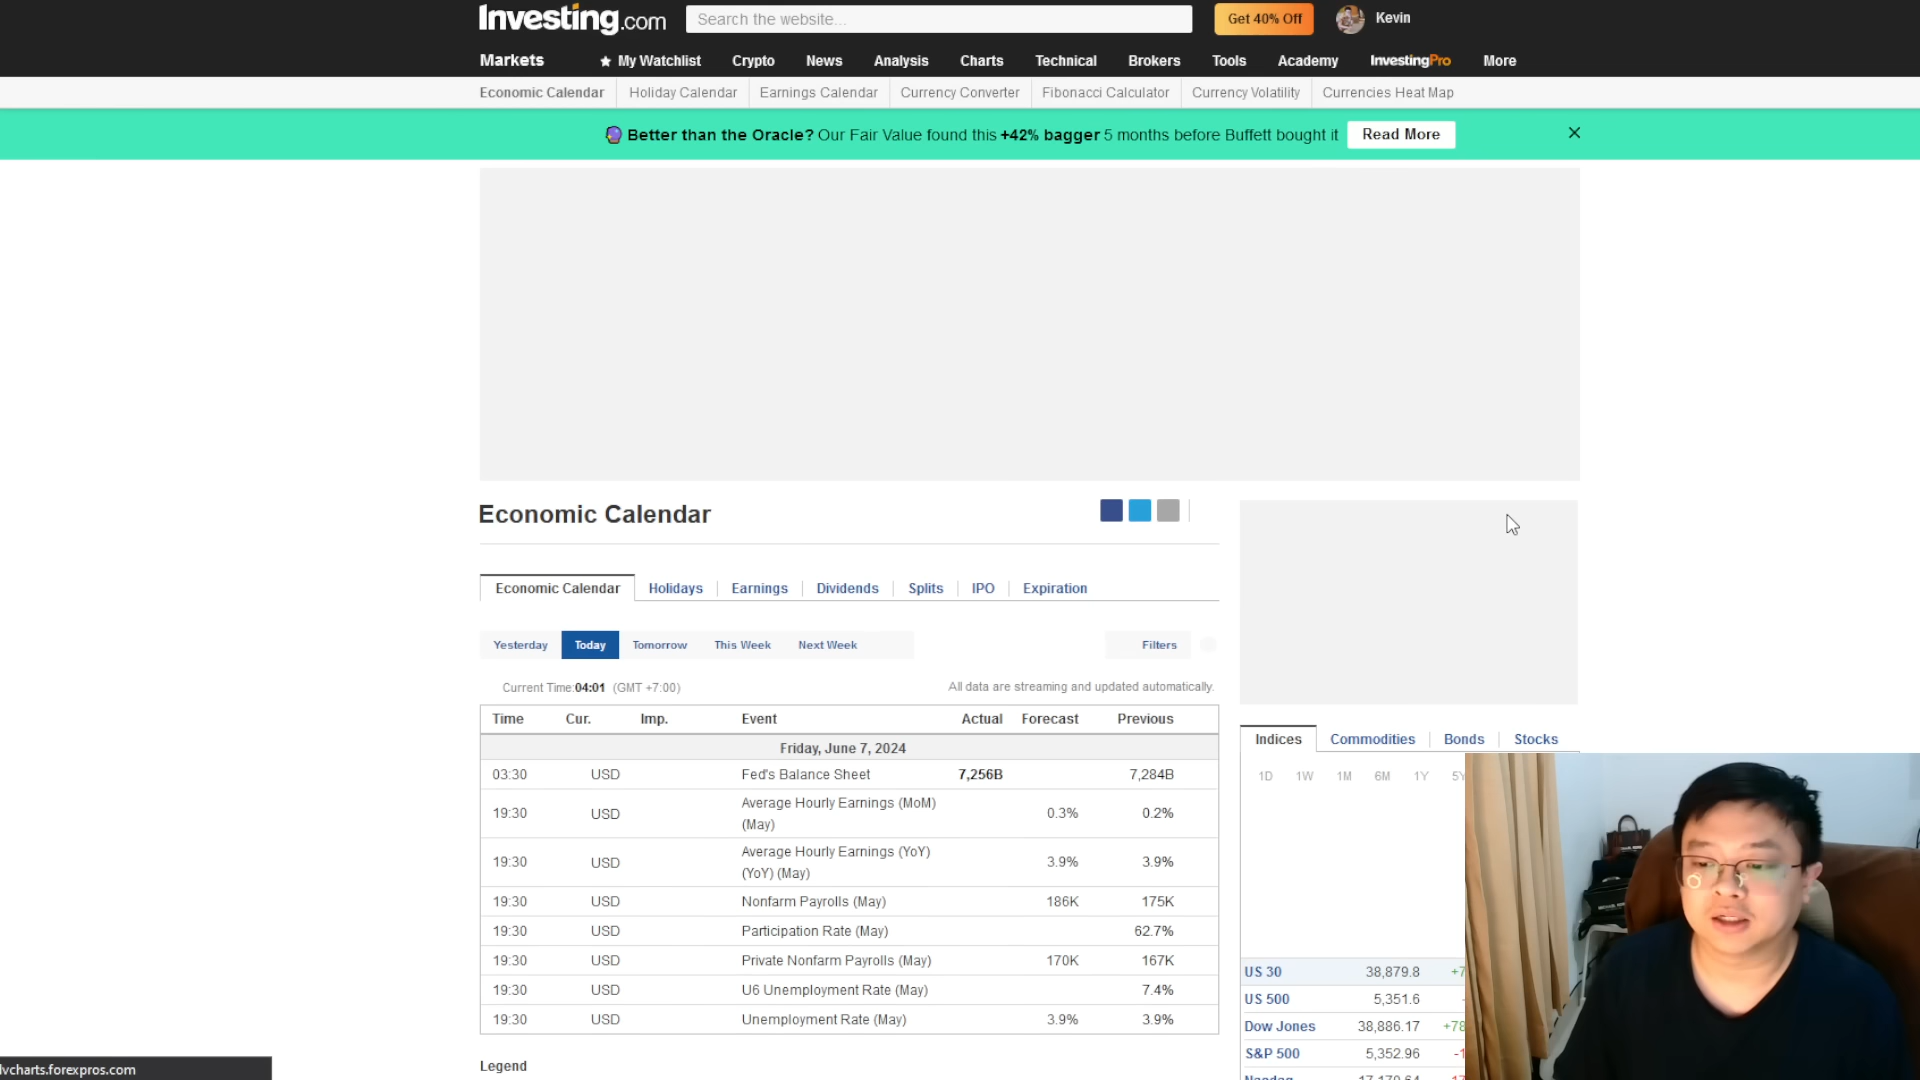 Investing.com
Search the website...
Get 40% Off
Kevin
Markets
My Watchlist
Crypto
News
Analysis
Charts
Technical
Brokers
Tools
Academy
InvestingPro
More
Economic Calendar
Holiday Calendar
Earnings Calendar
Currency Converter
Fibonacci Calculator
Currency Volatility
Currencies Heat Map
Better than the Oracle? Our Fair Value found this +42% bagger 5 months before Buffett bought it
Read More
Economic Calendar
Economic Calendar
Holidays
Earnings
Dividends
Splits
IPO
Expiration
Yesterday
Today
Tomorrow
This Week
Next Week
Filters
Current Time:04:01 (GMT +7:00)
All data are streaming and updated automatically.
Time Cur. Imp. Event Actual Forecast Previous
Friday, June 7, 2024
03:30 USD Fed's Balance Sheet 7,256B 7,284B
19:30 USD Average Hourly Earnings (MoM) (May) 0.3% 0.2%
19:30 USD Average Hourly Earnings (YoY) (YoY) (May) 3.9% 3.9%
19:30 USD Nonfarm Payrolls (May) 186K 175K
19:30 USD Participation Rate (May) 62.7%
19:30 USD Private Nonfarm Payrolls (May) 170K 167K
19:30 USD U6 Unemployment Rate (May) 7.4%
19:30 USD Unemployment Rate (May) 3.9% 3.9%
Legend
Indices
Commodities
Bonds
Stocks
1D 1W 1M 6M 1Y 5Y
US 30 38,879.8 +7
US 500 5,351.6 -
Dow Jones 38,886.17 +78
S&P 500 5,352.96 -1
lvcharts.forexpros.com